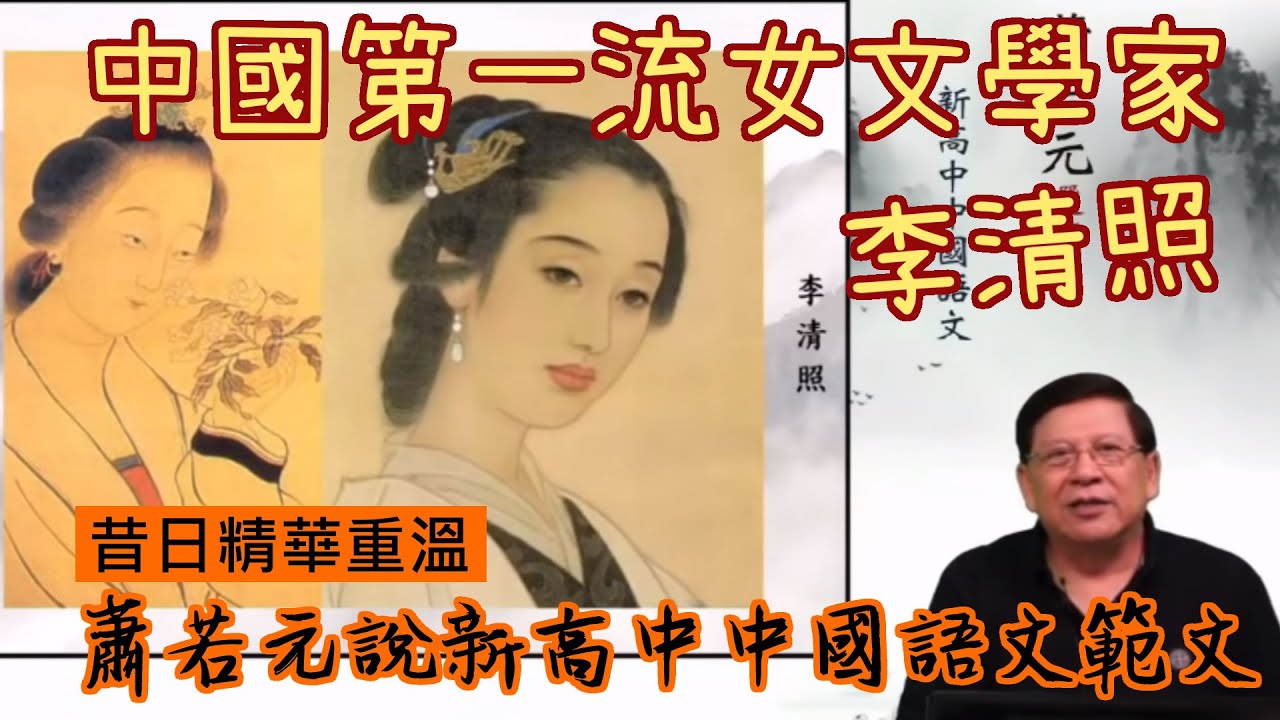 中國第一流女文學家
李清照
李清照
新高中中國語文
元
昔日精華重溫
蕭若元說新高中中國語文範文